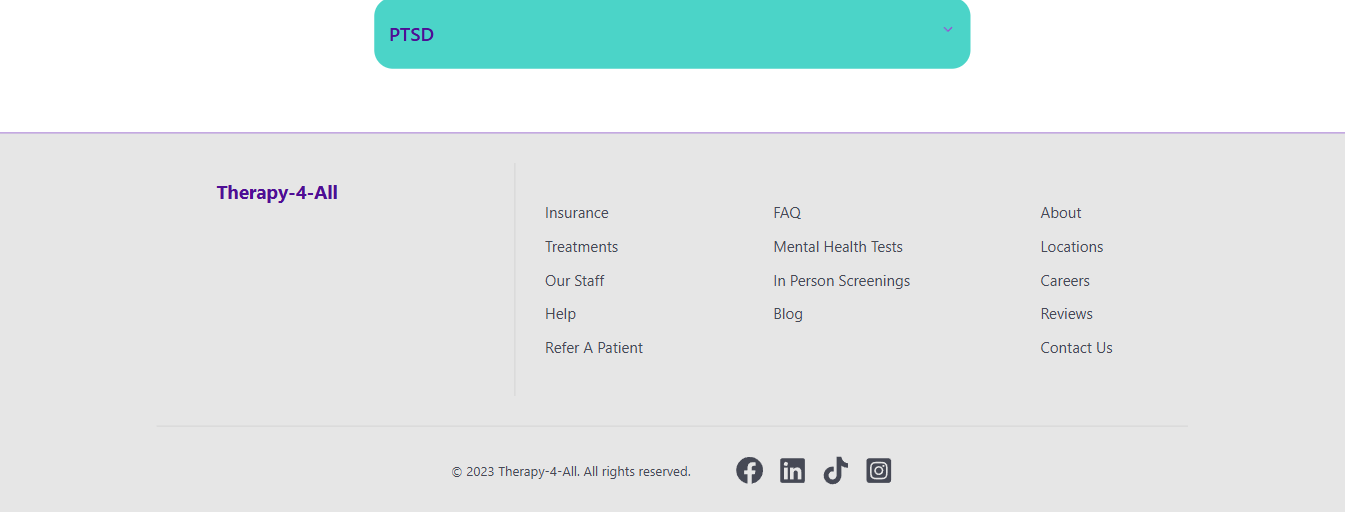 PTSD
Therapy-4-All
Insurance
Treatments
Our Staff
Help
Refer A Patient
FAQ
Mental Health Tests
In Person Screenings
Blog
About
Locations
Careers
Reviews
Contact Us
© 2023 Therapy-4-All. All rights reserved.